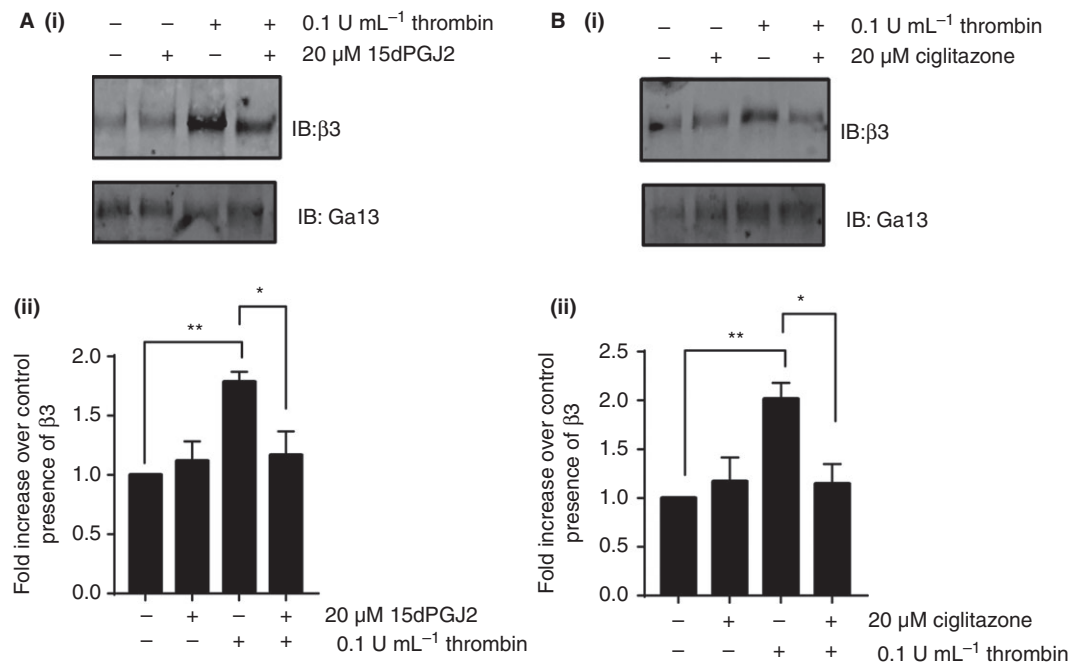 A (i)
– – + + 0.1 U mL⁻¹ thrombin
– + – + 20 µM 15dPGJ2
IB:β3
IB: Ga13
(ii)
Fold increase over control
presence of β3
2.0
1.5
1.0
0.5
0.0
**
*
– + – + 20 µM 15dPGJ2
– – + + 0.1 U mL⁻¹ thrombin
B (i)
– – + + 0.1 U mL⁻¹ thrombin
– + – + 20 µM ciglitazone
IB:β3
IB: Ga13
(ii)
Fold increase over control
presence of β3
2.5
2.0
1.5
1.0
0.5
0.0
**
*
– + – + 20 µM ciglitazone
– – + + 0.1 U mL⁻¹ thrombin